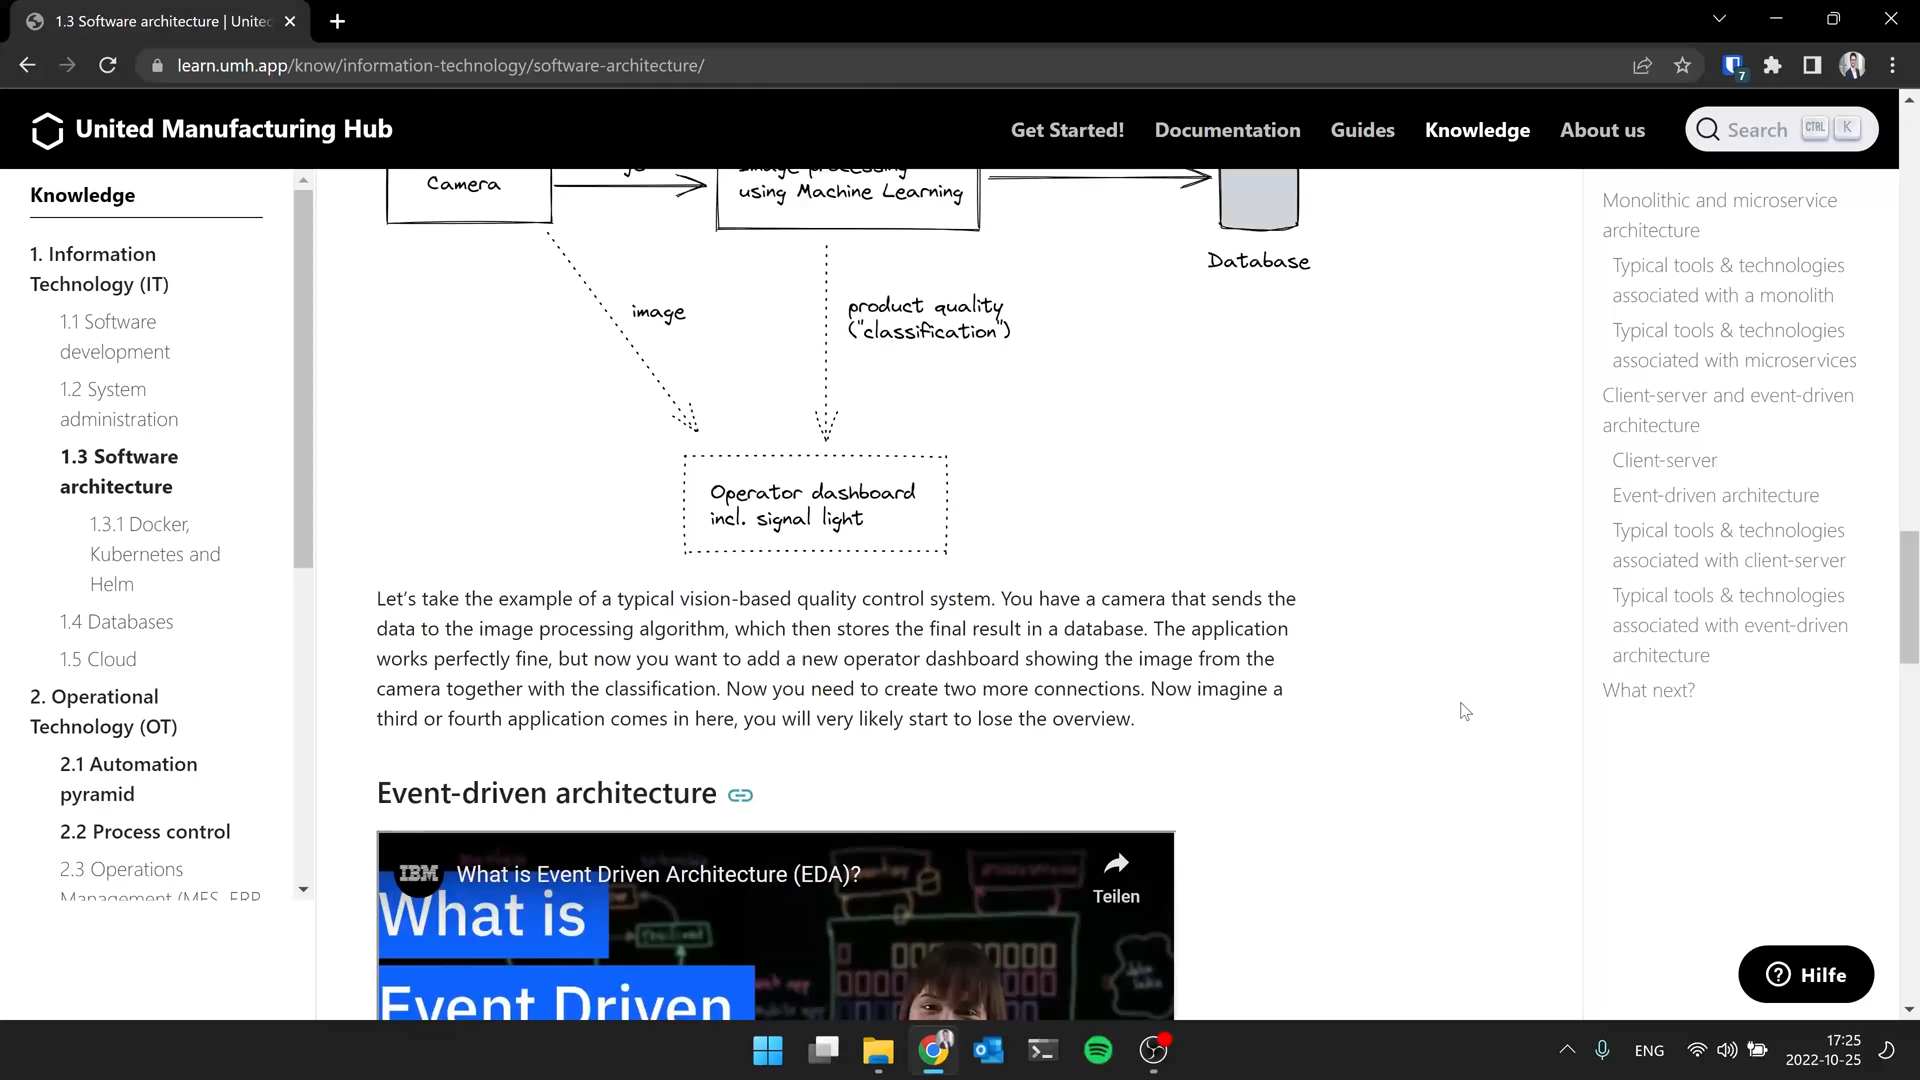 1.3 Software architecture | United
learn.umh.app/know/information-technology/software-architecture/
7
United Manufacturing Hub
Get Started!
Documentation
Guides
Knowledge
About us
Search
CTRL
K
Knowledge
1. Information
Technology (IT)
1.1 Software
development
1.2 System
administration
1.3 Software
architecture
1.3.1 Docker,
Kubernetes and
Helm
1.4 Databases
1.5 Cloud
2. Operational
Technology (OT)
2.1 Automation
pyramid
2.2 Process control
2.3 Operations
Management (MES, ERP
Camera
Image processing
using Machine Learning
Database
image
product quality
("classification")
Operator dashboard
incl. signal light
Let's take the example of a typical vision-based quality control system. You have a camera that sends the
data to the image processing algorithm, which then stores the final result in a database. The application
works perfectly fine, but now you want to add a new operator dashboard showing the image from the
camera together with the classification. Now you need to create two more connections. Now imagine a
third or fourth application comes in here, you will very likely start to lose the overview.
Event-driven architecture
IBM
What is Event Driven Architecture (EDA)?
Teilen
What is
Event Driven
Monolithic and microservice
architecture
Typical tools & technologies
associated with a monolith
Typical tools & technologies
associated with microservices
Client-server and event-driven
architecture
Client-server
Event-driven architecture
Typical tools & technologies
associated with client-server
Typical tools & technologies
associated with event-driven
architecture
What next?
Hilfe
ENG
17:25
2022-10-25